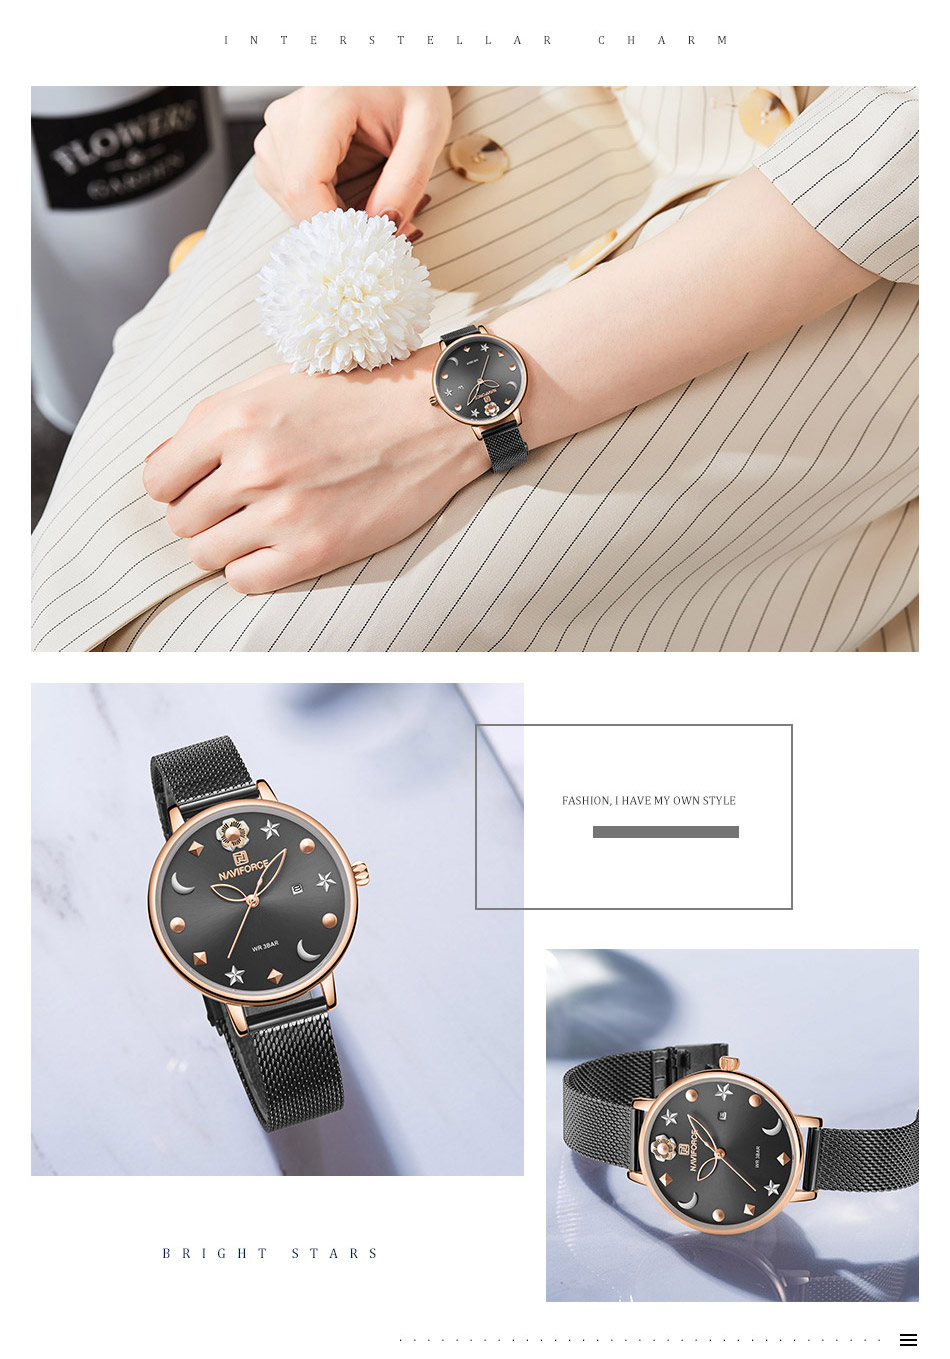 INTERSTELLAR CHARM
FLOWERS
&
GARDEN
NAVIFORCE
WR 3BAR
FASHION, I HAVE MY OWN STYLE
NAVIFORCE
WR 3BAR
BRIGHT STARS